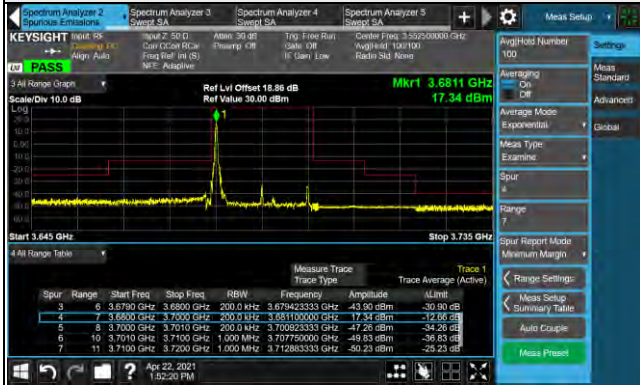 Spectrum Analyzer 2
Spurious Emissions
Spectrum Analyzer 3
Swept SA
Spectrum Analyzer 4
Swept SA
Spectrum Analyzer 5
Swept SA
+
Meas Setup
KEYSIGHT
Input: RF
Coupling: DC
Align: Auto
Input Z: 50 Ω
Corr CCorr RCal
Freq Ref: Int (S)
NFE: Adaptive
Atten: 30 dB
Preamp: Off
Trig: Free Run
Gate: Off
IF Gain: Low
Center Freq: 3.557500000 GHz
Avg|Hold: 100/100
Radio Std: None
PASS
3 All Range Graph
Scale/Div 10.0 dB
Ref Lvl Offset 18.86 dB
Ref Value 30.00 dBm
Mkr1 3.6811 GHz
17.34 dBm
Log
1
Start 3.645 GHz
Stop 3.735 GHz
4 All Range Table
Measure Trace
Trace 1
Trace Type
Trace Average (Active)
Spur Range Start Freq Stop Freq RBW Frequency Amplitude ΔLimit
3 6 3.6790 GHz 3.6800 GHz 200.0 kHz 3.679423333 GHz -43.90 dBm -30.90 dB
4 7 3.6800 GHz 3.7000 GHz 200.0 kHz 3.681100000 GHz 17.34 dBm -12.66 dB
5 8 3.7000 GHz 3.7010 GHz 200.0 kHz 3.700923333 GHz -47.26 dBm -34.26 dB
6 10 3.7100 GHz 3.7100 GHz 1.000 MHz 3.707750000 GHz -49.83 dBm -36.83 dB
7 11 3.7100 GHz 3.7200 GHz 1.000 MHz 3.712883333 GHz -50.23 dBm -25.23 dB
Avg|Hold Number
100
Averaging
On
Off
Average Mode
Exponential
Meas Type
Examine
Spur
4
Range
7
Spur Report Mode
Minimum Margin
Range Settings
Meas Setup
Summary Table
Auto Couple
Meas Preset
Settings
Meas
Standard
Advanced
Global
?
Apr 22, 2021
1:52:20 PM